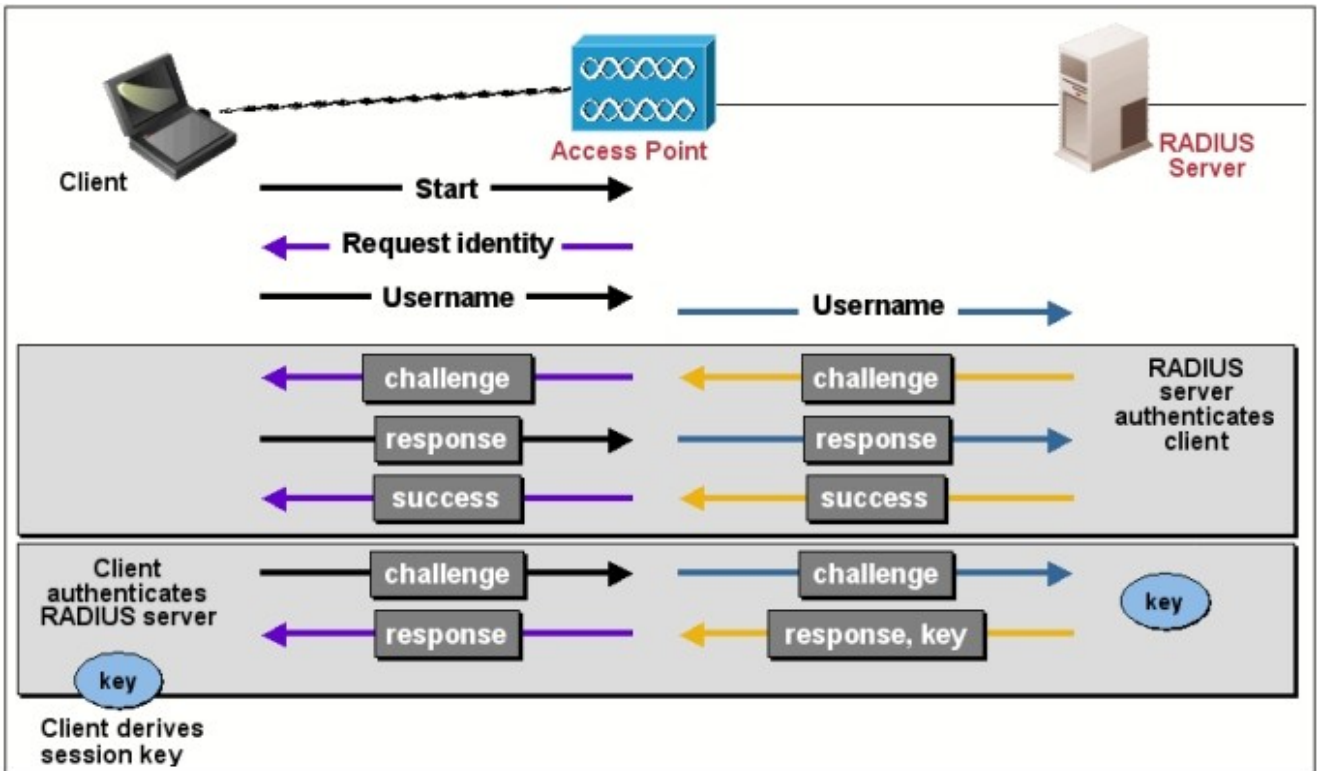 Client
Access Point
RADIUS
Server
Start
Request identity
Username
Username
challenge
challenge
RADIUS
server
authenticates
client
response
response
success
success
Client
authenticates
RADIUS server
challenge
challenge
key
response
response, key
key
Client derives
session key